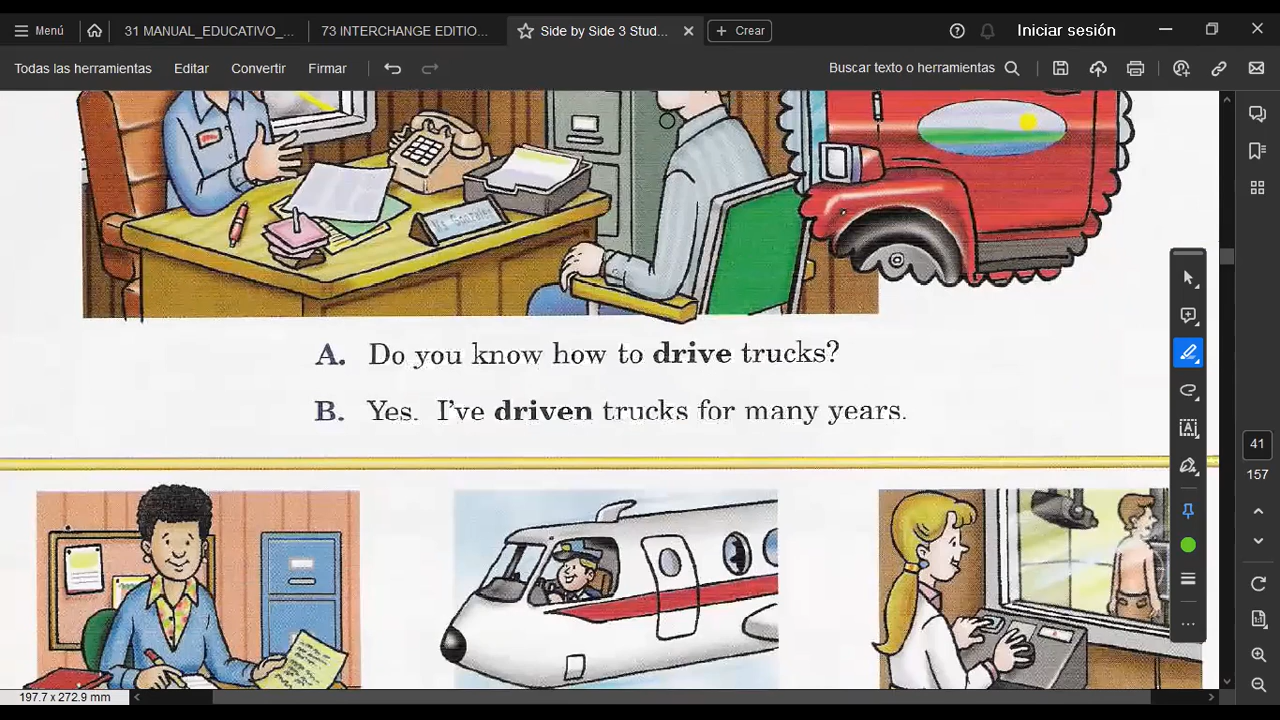 Menú
31 MANUAL_EDUCATIVO_...
73 INTERCHANGE EDITIO...
Side by Side 3 Stud...
Crear
Iniciar sesión
Todas las herramientas
Editar
Convertir
Firmar
Buscar texto o herramientas
Ms. Gonzalez
A. Do you know how to drive trucks?
B. Yes. I've driven trucks for many years.
41
157
197.7 x 272.9 mm